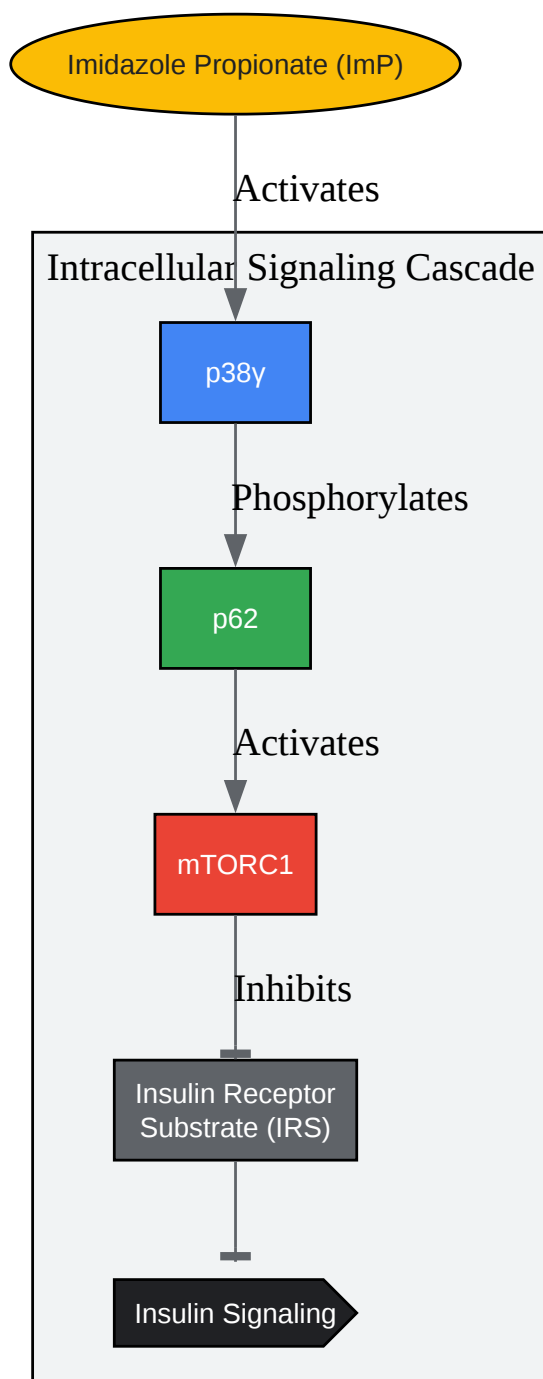 Imidazole Propionate (ImP)
Activates
Intracellular Signaling Cascade
p38γ
Phosphorylates
p62
Activates
mTORC1
Inhibits
Insulin Receptor
Substrate (IRS)
Insulin Signaling